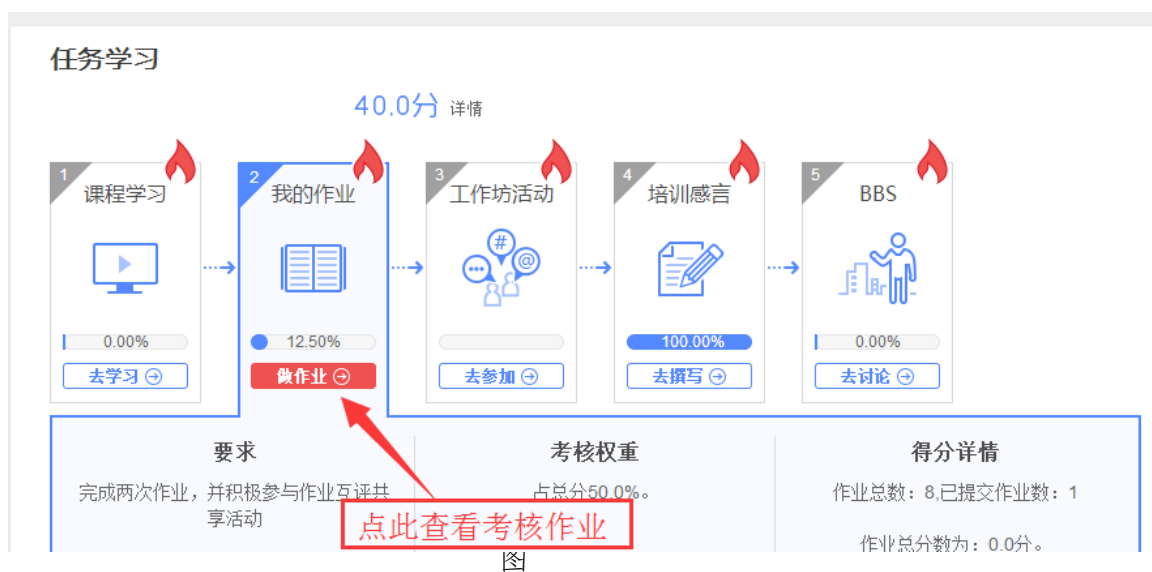 任务学习
40.0分 详情
1 2 3 4 5
课程学习 我的作业 工作坊活动 培训感言 BBS
# @
0.00% 12.50% 100.00% 0.00%
去学习 做作业 去参加 去撰写 去讨论
要求 考核权重 得分详情
完成两次作业，并积极参与作业互评共 占总分50.0%。 作业总数：8,已提交作业数：1
享活动
点此查看考核作业
作业总分数为：0.0分。
图